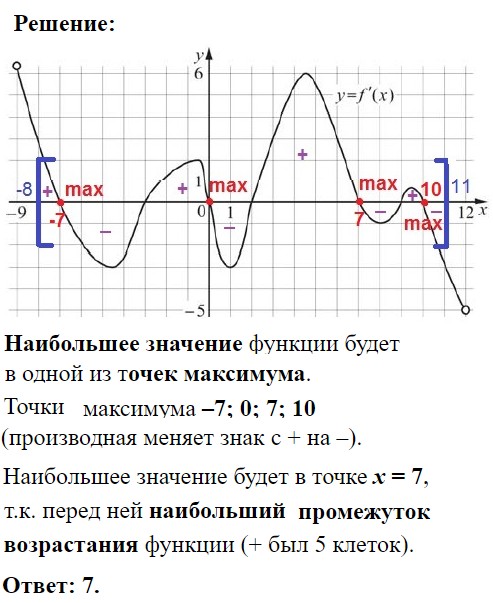 Решение:
y
6
y=f′(x)
+
+
+
+
-8
max
max
max
10
11
1
−9
-7
0
1
7
max
12
x
−
−
−
−
−5
Наибольшее значение функции будет
в одной из точек максимума.
Точки максимума –7; 0; 7; 10
(производная меняет знак с + на –).
Наибольшее значение будет в точке x = 7,
т.к. перед ней наибольший промежуток
возрастания функции (+ был 5 клеток).
Ответ: 7.